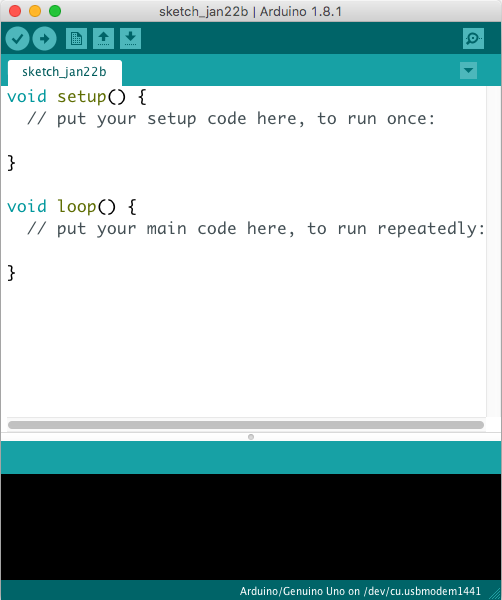 sketch_jan22b | Arduino 1.8.1
sketch_jan22b
void setup() {
  // put your setup code here, to run once:
}
void loop() {
  // put your main code here, to run repeatedly:
}
Arduino/Genuino Uno on /dev/cu.usbmodem1441